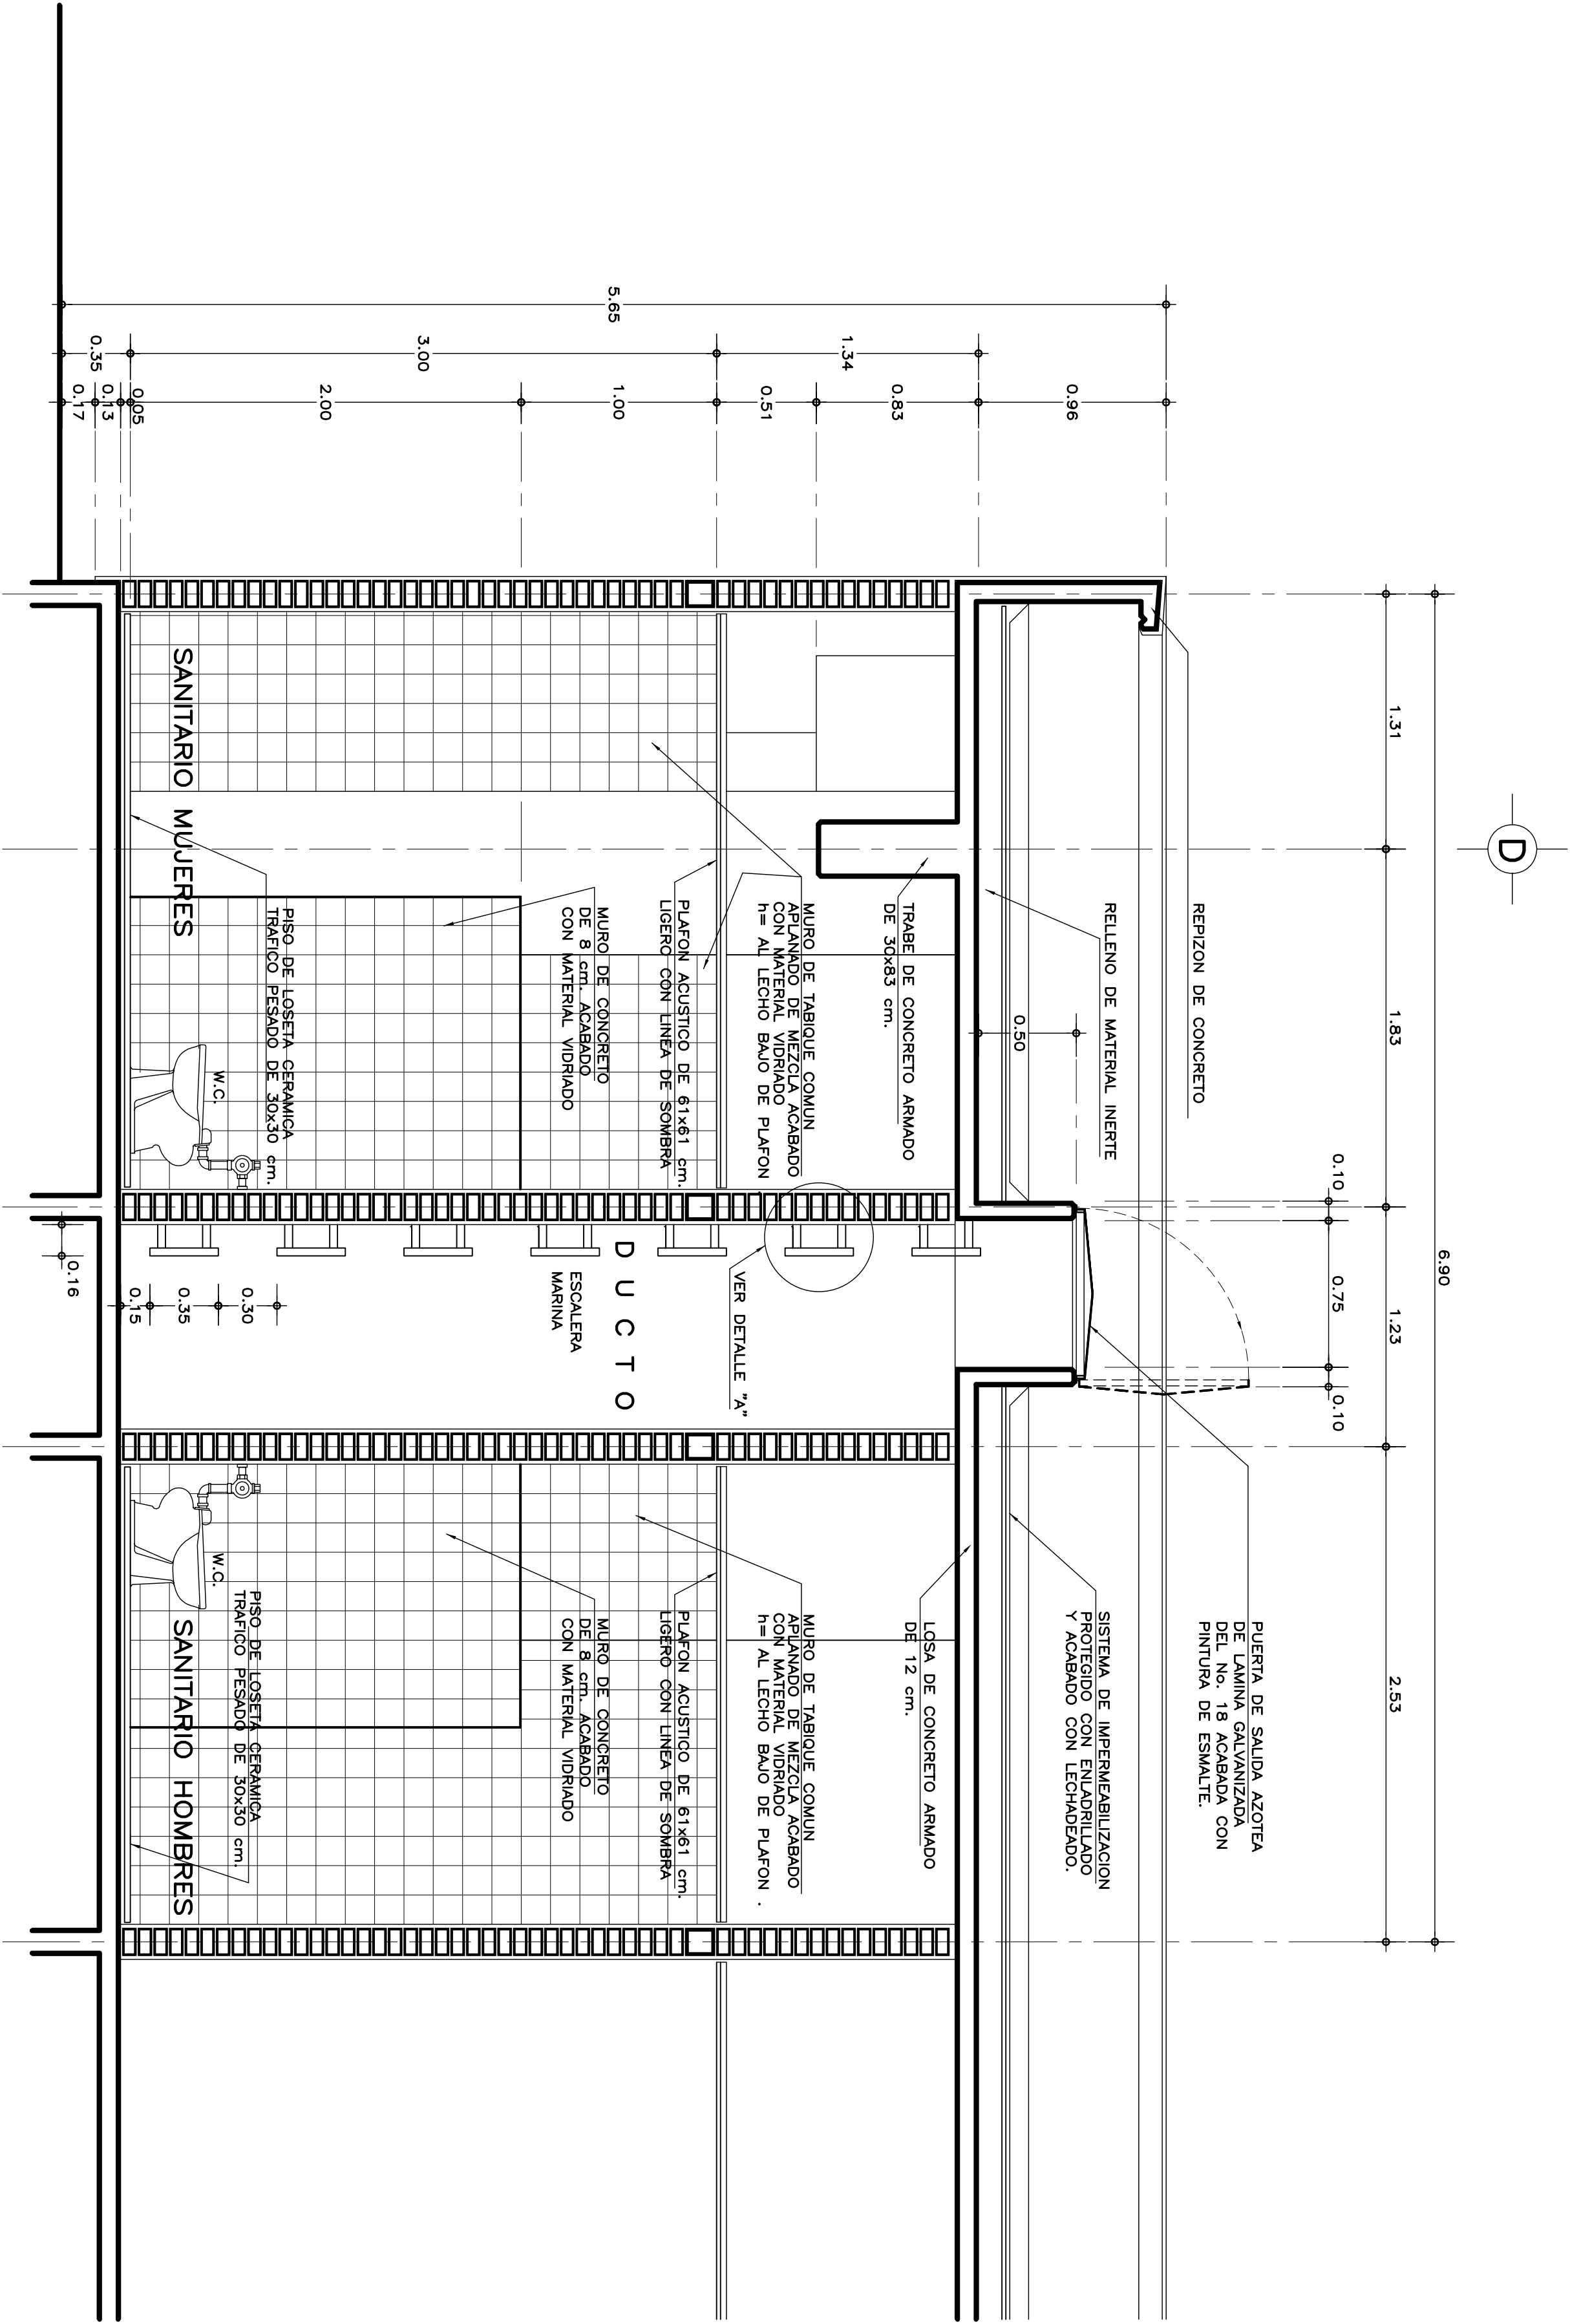 D
6.90
1.31
1.83
1.23
2.53
0.10
0.75
0.10
REPIZON DE CONCRETO
RELLENO DE MATERIAL INERTE
0.50
TRABE DE CONCRETO ARMADO
DE 30x83 cm.
MURO DE TABIQUE COMUN
APLANADO DE MEZCLA ACABADO
CON MATERIAL VIDRIADO
h= AL LECHO BAJO DE PLAFON .
PLAFON ACUSTICO DE 61x61 cm.
LIGERO CON LINEA DE SOMBRA
MURO DE CONCRETO
DE 8 cm. ACABADO
CON MATERIAL VIDRIADO
PISO DE LOSETA CERAMICA
TRAFICO PESADO DE 30x30 cm.
W.C.
SANITARIO MUJERES
VER DETALLE "A"
D U C T O
ESCALERA
MARINA
0.30
0.35
0.15
0.16
PUERTA DE SALIDA AZOTEA
DE LAMINA GALVANIZADA
DEL No. 18 ACABADA CON
PINTURA DE ESMALTE.
SISTEMA DE IMPERMEABILIZACION
PROTEGIDO CON ENLADRILLADO
Y ACABADO CON LECHADEADO.
LOSA DE CONCRETO ARMADO
DE 12 cm.
MURO DE TABIQUE COMUN
APLANADO DE MEZCLA ACABADO
CON MATERIAL VIDRIADO
h= AL LECHO BAJO DE PLAFON .
PLAFON ACUSTICO DE 61x61 cm.
LIGERO CON LINEA DE SOMBRA
MURO DE CONCRETO
DE 8 cm. ACABADO
CON MATERIAL VIDRIADO
PISO DE LOSETA CERAMICA
TRAFICO PESADO DE 30x30 cm.
W.C.
SANITARIO HOMBRES
5.65
1.34
3.00
0.35
0.96
0.83
0.51
1.00
2.00
0.05
0.13
0.17